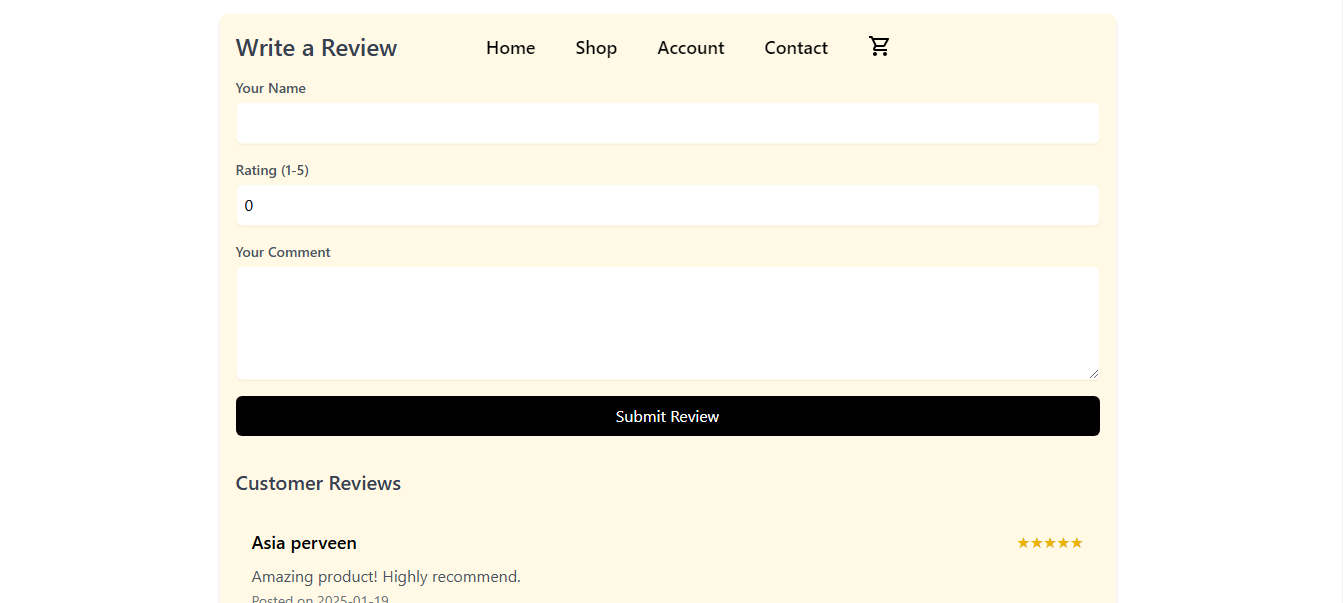 Write a Review Home Shop Account Contact
Your Name
Rating (1-5)
0
Your Comment
Submit Review
Customer Reviews
Asia perveen ★★★★★
Amazing product! Highly recommend.
Posted on 2025-01-19